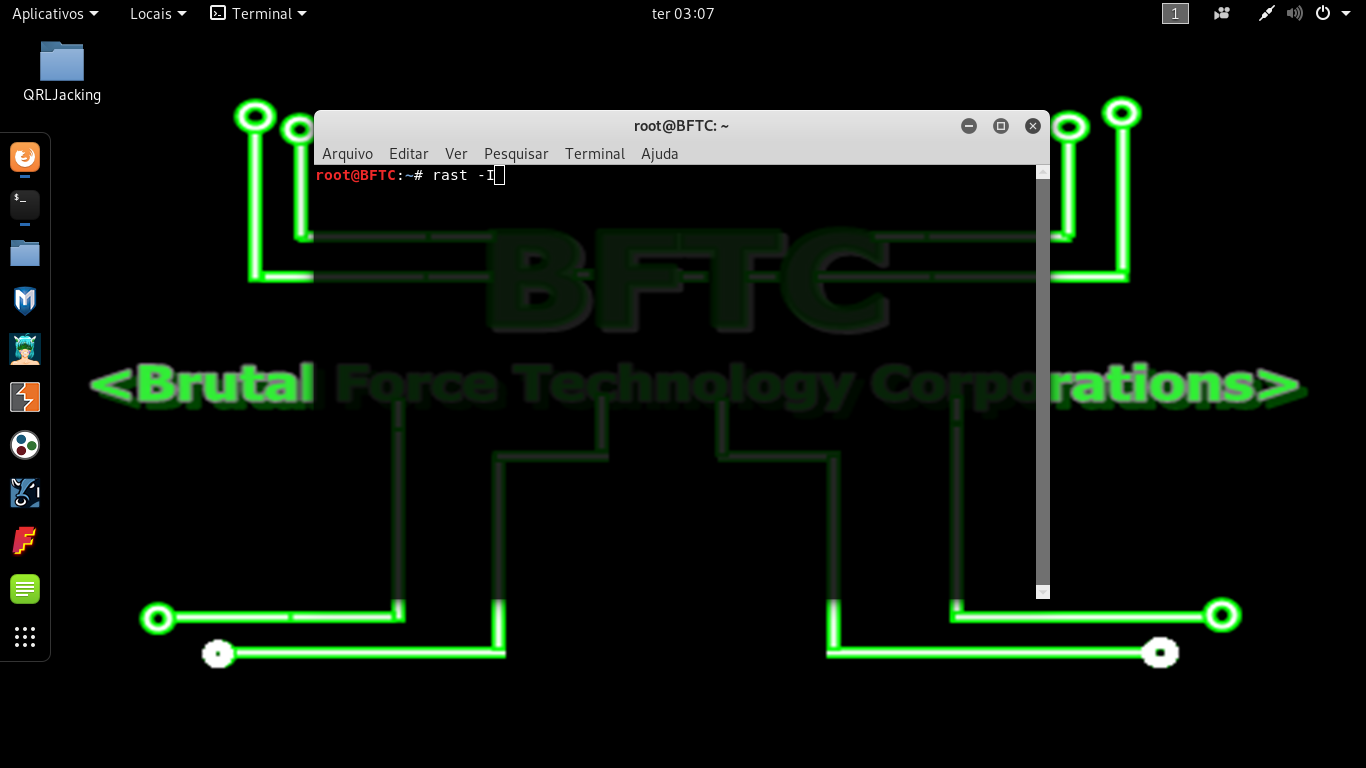 Aplicativos Locais Terminal ter 03:07 1
QRLJacking
root@BFTC: ~
Arquivo Editar Ver Pesquisar Terminal Ajuda
root@BFTC:~# rast -I
BFTC
<Brutal Force Technology Corporations>